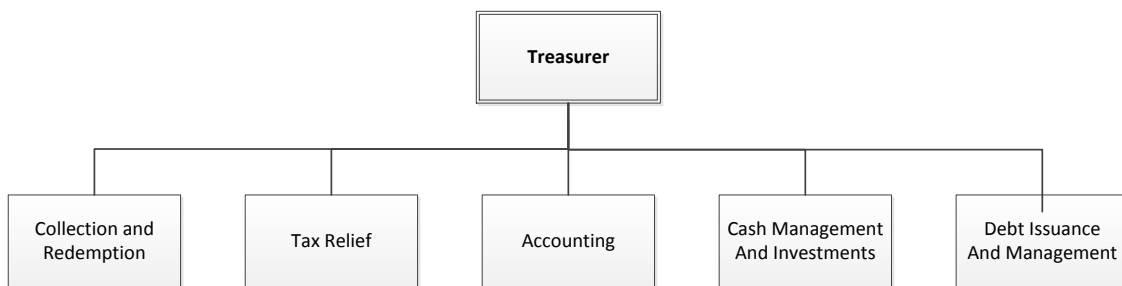 Treasurer
Collection and
Redemption
Tax Relief
Accounting
Cash Management
And Investments
Debt Issuance
And Management